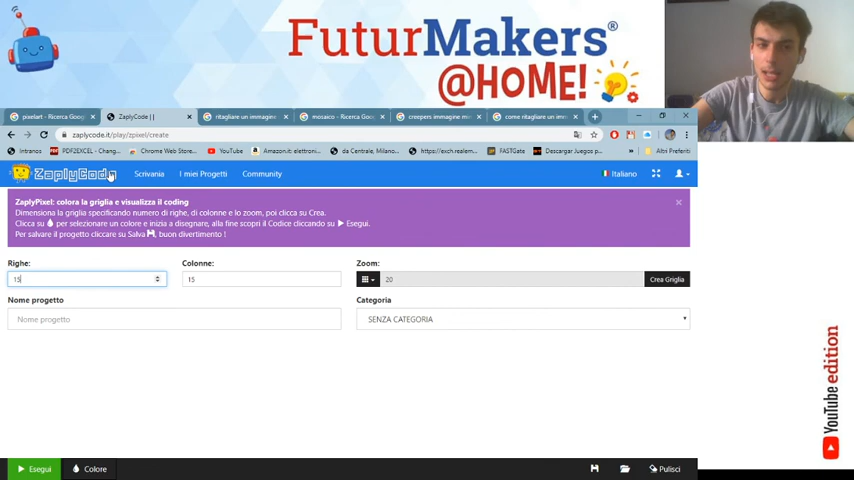 FuturMakers®
@HOME!
pixelart - Ricerca Goog
ZaplyCode | |
ritagliare un immagine
mosaico - Ricerca Goog
creepers immagine mi
come ritagliare un imm
zaplycode.it/play/zpixel/create
Intranos
PDF2EXCEL - Chang...
Chrome Web Store...
YouTube
Amazon.it: elettroni...
da Centrale, Milano...
https://exch.realem...
FASTGate
Descargar Juegos p...
»
Altri Preferiti
ZaplyCode
Scrivania
I miei Progetti
Community
Italiano
ZaplyPixel: colora la griglia e visualizza il coding
Dimensiona la griglia specificando numero di righe, di colonne e lo zoom, poi clicca su Crea.
Clicca su per selezionare un colore e inizia a disegnare, alla fine scopri il Codice cliccando su Esegui.
Per salvare il progetto cliccare su Salva , buon divertimento !
Righe:
Colonne:
Zoom:
15
15
20
Crea Griglia
Nome progetto
Categoria
Nome progetto
SENZA CATEGORIA
Esegui
Colore
Pulisci
YouTube edition